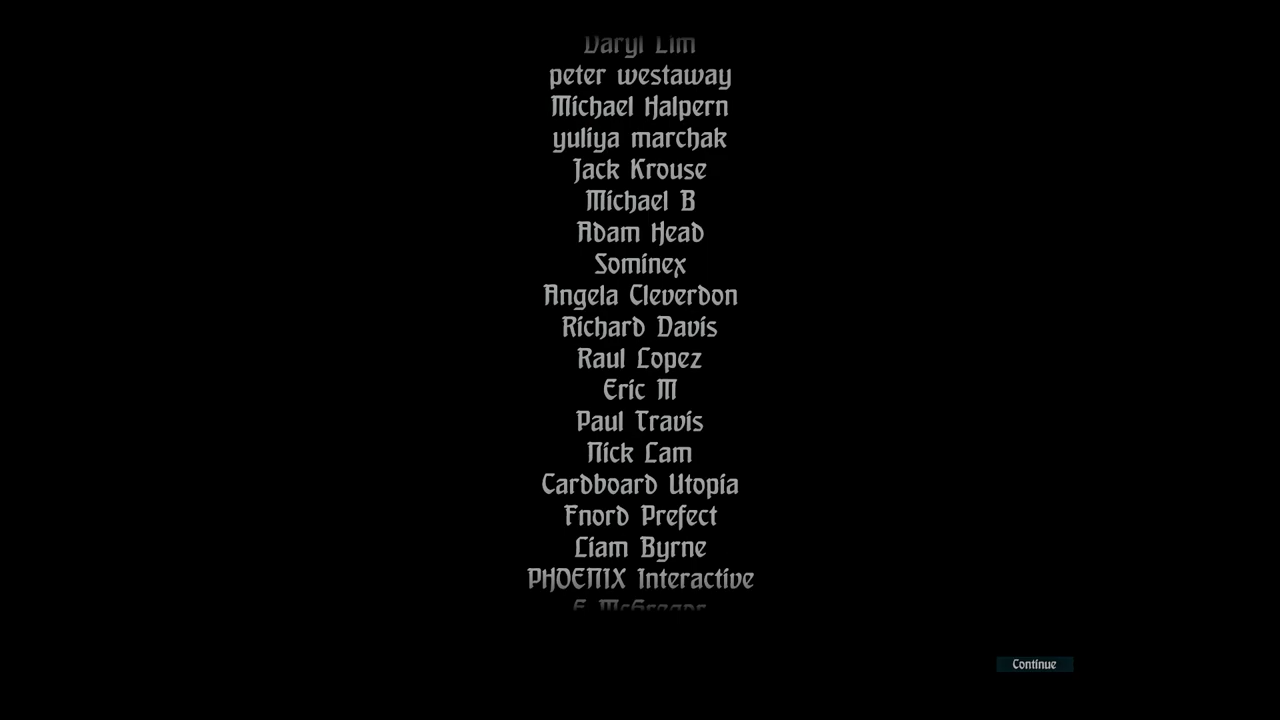 Daryl Lim
peter westaway
Michael Halpern
yuliya marchak
Jack Krouse
Michael B
Adam Head
Sominex
Angela Cleverdon
Richard Davis
Raul Lopez
Eric M
Paul Travis
Nick Lam
Cardboard Utopia
Fnord Prefect
Liam Byrne
PHOENIX Interactive
Continue